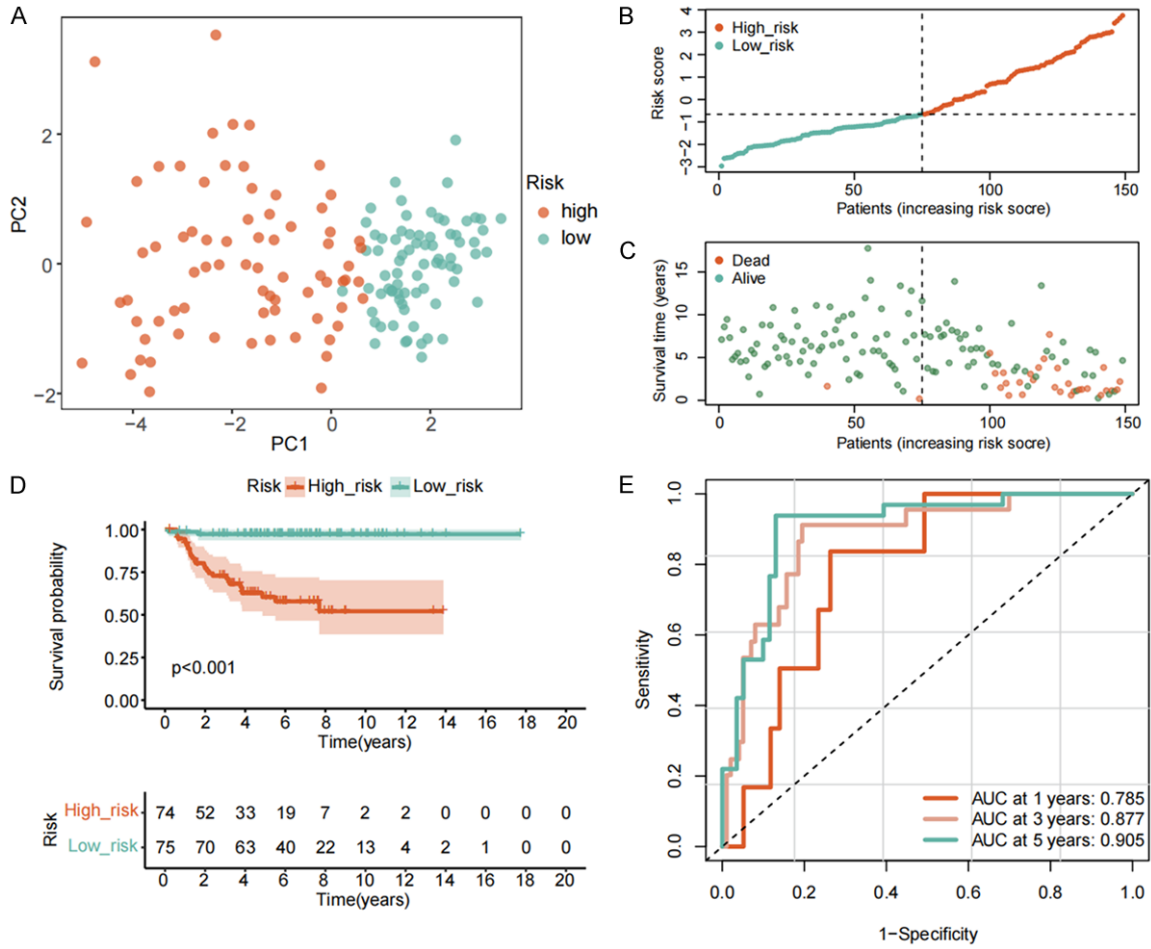 A
PC2
2
0
−2
−4 −2 0 2
PC1
Risk
high
low
B
High_risk
Low_risk
Risk score
4
3
2
1
0
−1
−2
−3
0 50 100 150
Patients (increasing risk socre)
C
Dead
Alive
Survival time (years)
15
10
5
0
0 50 100 150
Patients (increasing risk socre)
D
Risk High_risk Low_risk
Survival probability
1.00
0.75
0.50
0.25
0.00
p<0.001
0 2 4 6 8 10 12 14 16 18 20
Time(years)
Risk
High_risk 74 52 33 19 7 2 2 0 0 0 0
Low_risk 75 70 63 40 22 13 4 2 1 0 0
0 2 4 6 8 10 12 14 16 18 20
Time(years)
E
Sensitivity
1.0
0.8
0.6
0.4
0.2
0.0
AUC at 1 years: 0.785
AUC at 3 years: 0.877
AUC at 5 years: 0.905
0.0 0.2 0.4 0.6 0.8 1.0
1−Specificity